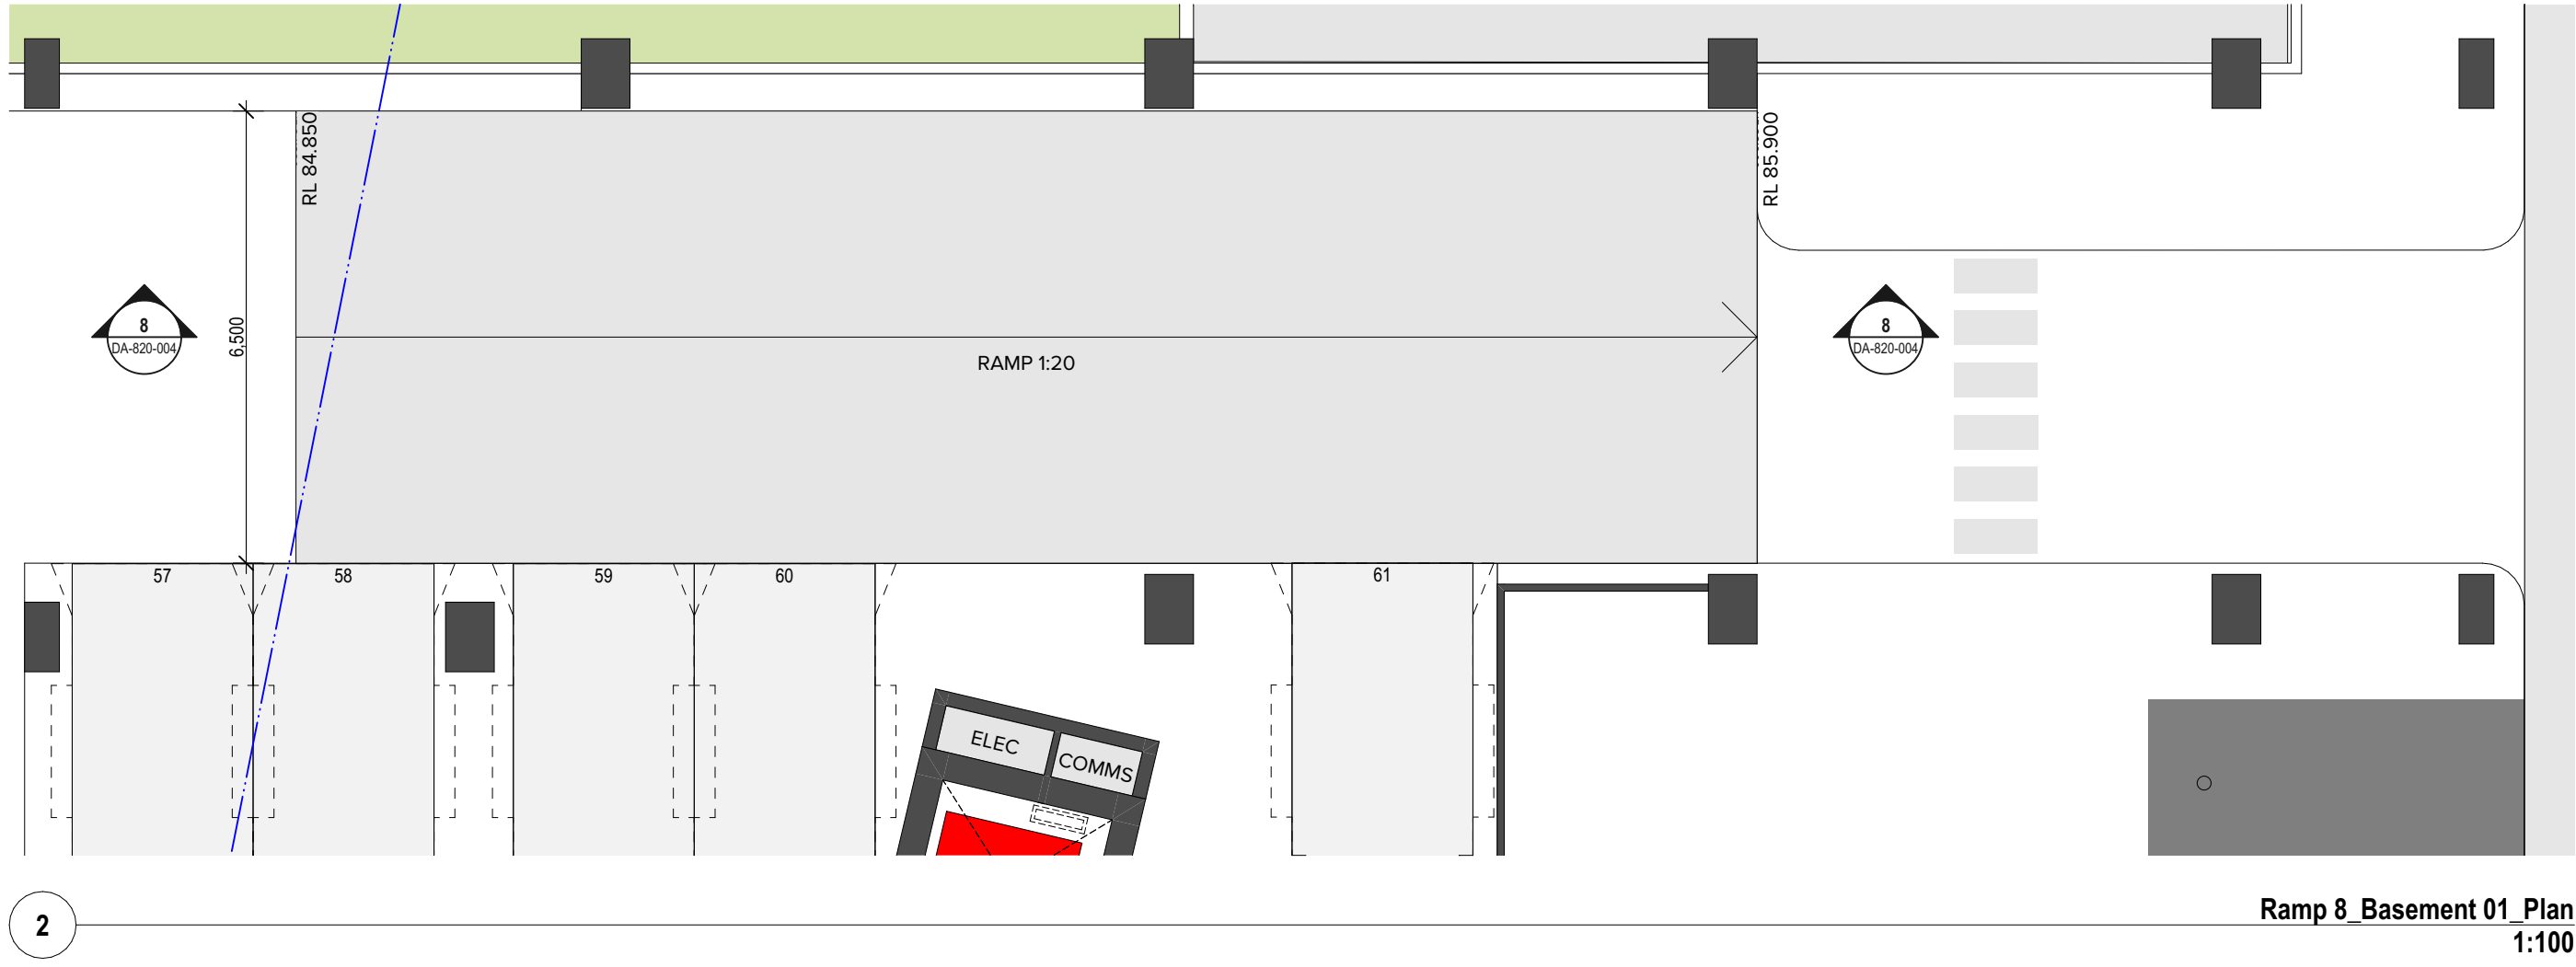 RL 84.850
RL 85.900
8
DA-820-004
6,500
RAMP 1:20
8
DA-820-004
57
58
59
60
61
ELEC
COMMS
2
Ramp 8_Basement 01_Plan
1:100